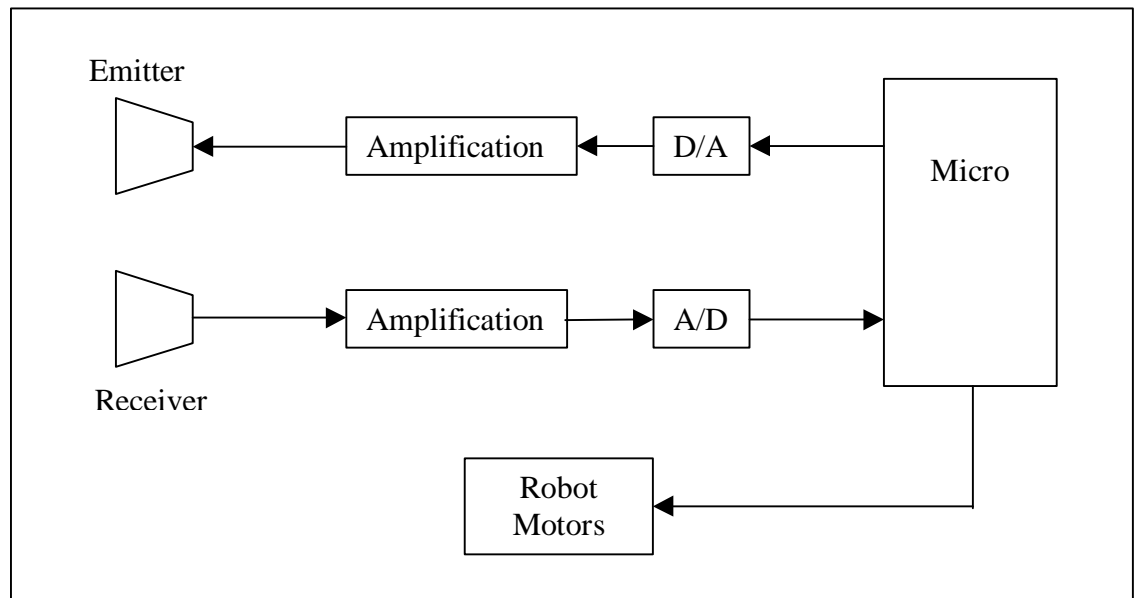 Emitter
Amplification
D/A
Micro
Amplification
A/D
Receiver
Robot
Motors